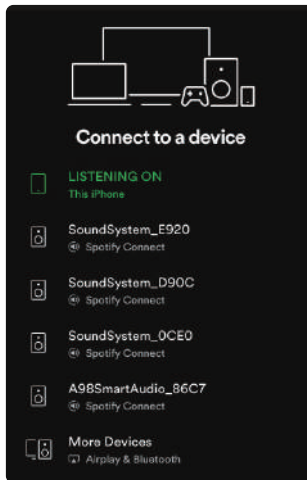 Connect to a device
LISTENING ON
This iPhone
SoundSystem_E920
Spotify Connect
SoundSystem_D90C
Spotify Connect
SoundSystem_0CE0
Spotify Connect
A98SmartAudio_86C7
Spotify Connect
More Devices
Airplay & Bluetooth